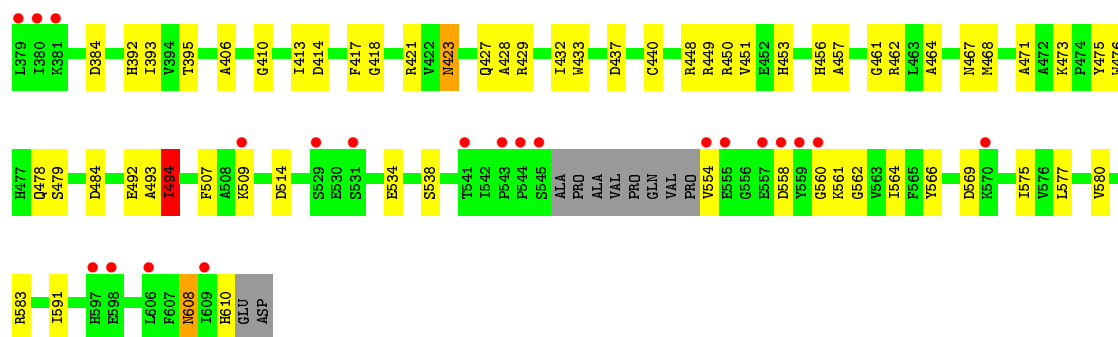 L379 I380 K381 D384 H392 I393 V394 T395 A406 G410 I413 D414 F417 G418 R421 V422 N423 Q427 A428 R429 I432 W433 D437 C440 R448 R449 R450 V451 E452 H453 H456 A457 G461 R462 L463 A464 N467 M468 A471 A472 K473 P474 Y475 W476
H477 Q478 S479 D484 E492 A493 I494 F507 A508 K509 D514 S529 E530 S531 E534 S538 T541 I542 P543 P544 S545 ALA PRO ALA VAL PRO GLN VAL PRO V554 E555 G556 E557 D558 Y559 G560 K561 G562 V563 I564 F565 Y566 D569 K570 I575 V576 L577 V580
R583 I591 H597 E598 L606 F607 N608 I609 H610 GLU ASP